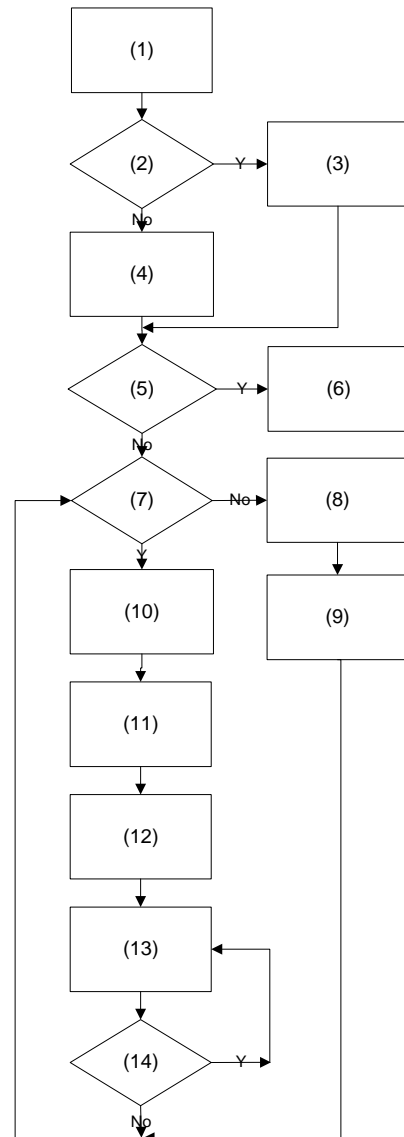 (1)
(2) Y (3)
No
(4)
(5) Y (6)
No
(7) No (8)
Y
(10) (9)
(11)
(12)
(13)
(14) Y
No